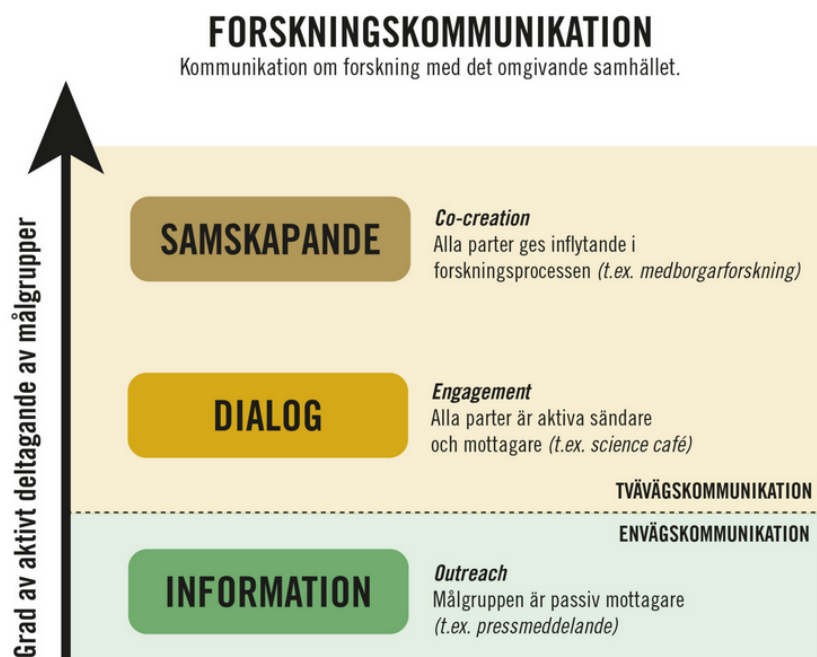 FORSKNINGSKOMMUNIKATION
Kommunikation om forskning med det omgivande samhället.
Grad av aktivt deltagande av målgrupper
SAMSKAPANDE
Co-creation
Alla parter ges inflytande i
forskningsprocessen (t.ex. medborgarforskning)
DIALOG
Engagement
Alla parter är aktiva sändare
och mottagare (t.ex. science café)
TVÄVÄGSKOMMUNIKATION
ENVÄGSKOMMUNIKATION
INFORMATION
Outreach
Målgruppen är passiv mottagare
(t.ex. pressmeddelande)